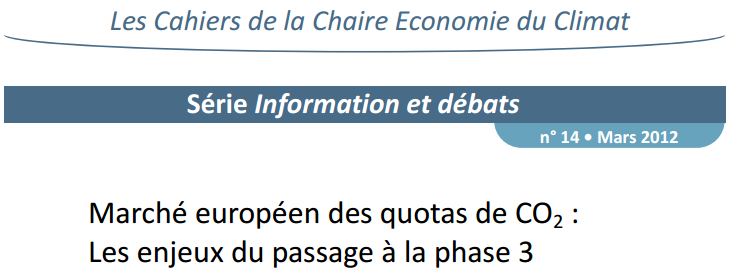 Les Cahiers de la Chaire Economie du Climat
Série Information et débats
n° 14 • Mars 2012
Marché européen des quotas de CO₂ :
Les enjeux du passage à la phase 3